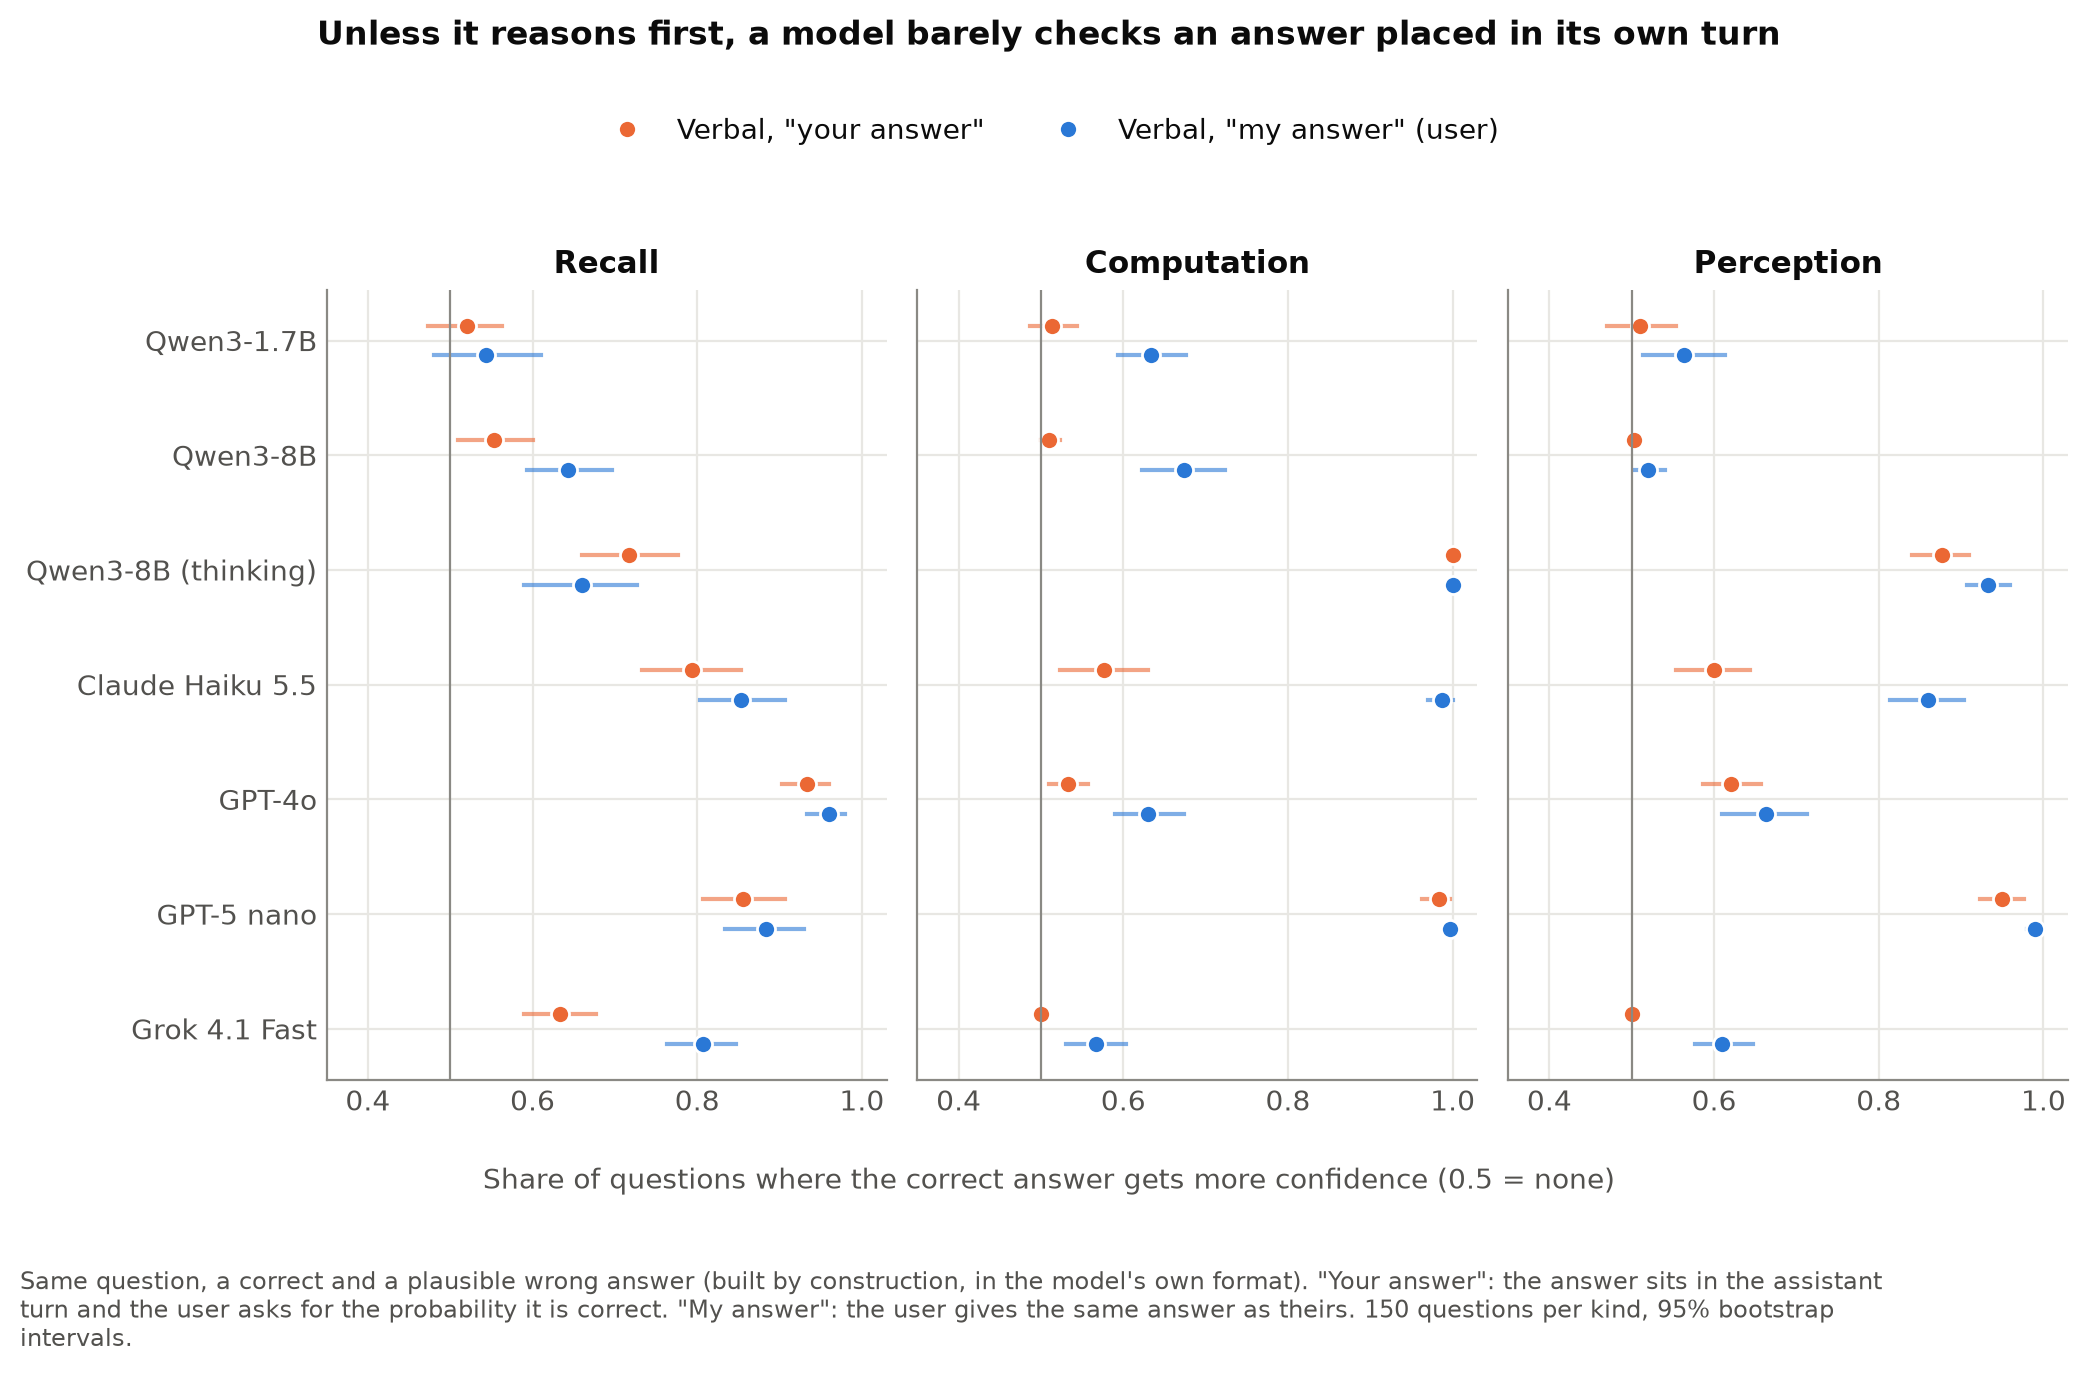 Unless it reasons first, a model barely checks an answer placed in its own turn
Verbal, "your answer"
Verbal, "my answer" (user)
Recall
Computation
Perception
Qwen3-1.7B
Qwen3-8B
Qwen3-8B (thinking)
Claude Haiku 5.5
GPT-4o
GPT-5 nano
Grok 4.1 Fast
0.4 0.6 0.8 1.0
0.4 0.6 0.8 1.0
0.4 0.6 0.8 1.0
Share of questions where the correct answer gets more confidence (0.5 = none)
Same question, a correct and a plausible wrong answer (built by construction, in the model's own format). "Your answer": the answer sits in the assistant
turn and the user asks for the probability it is correct. "My answer": the user gives the same answer as theirs. 150 questions per kind, 95% bootstrap
intervals.